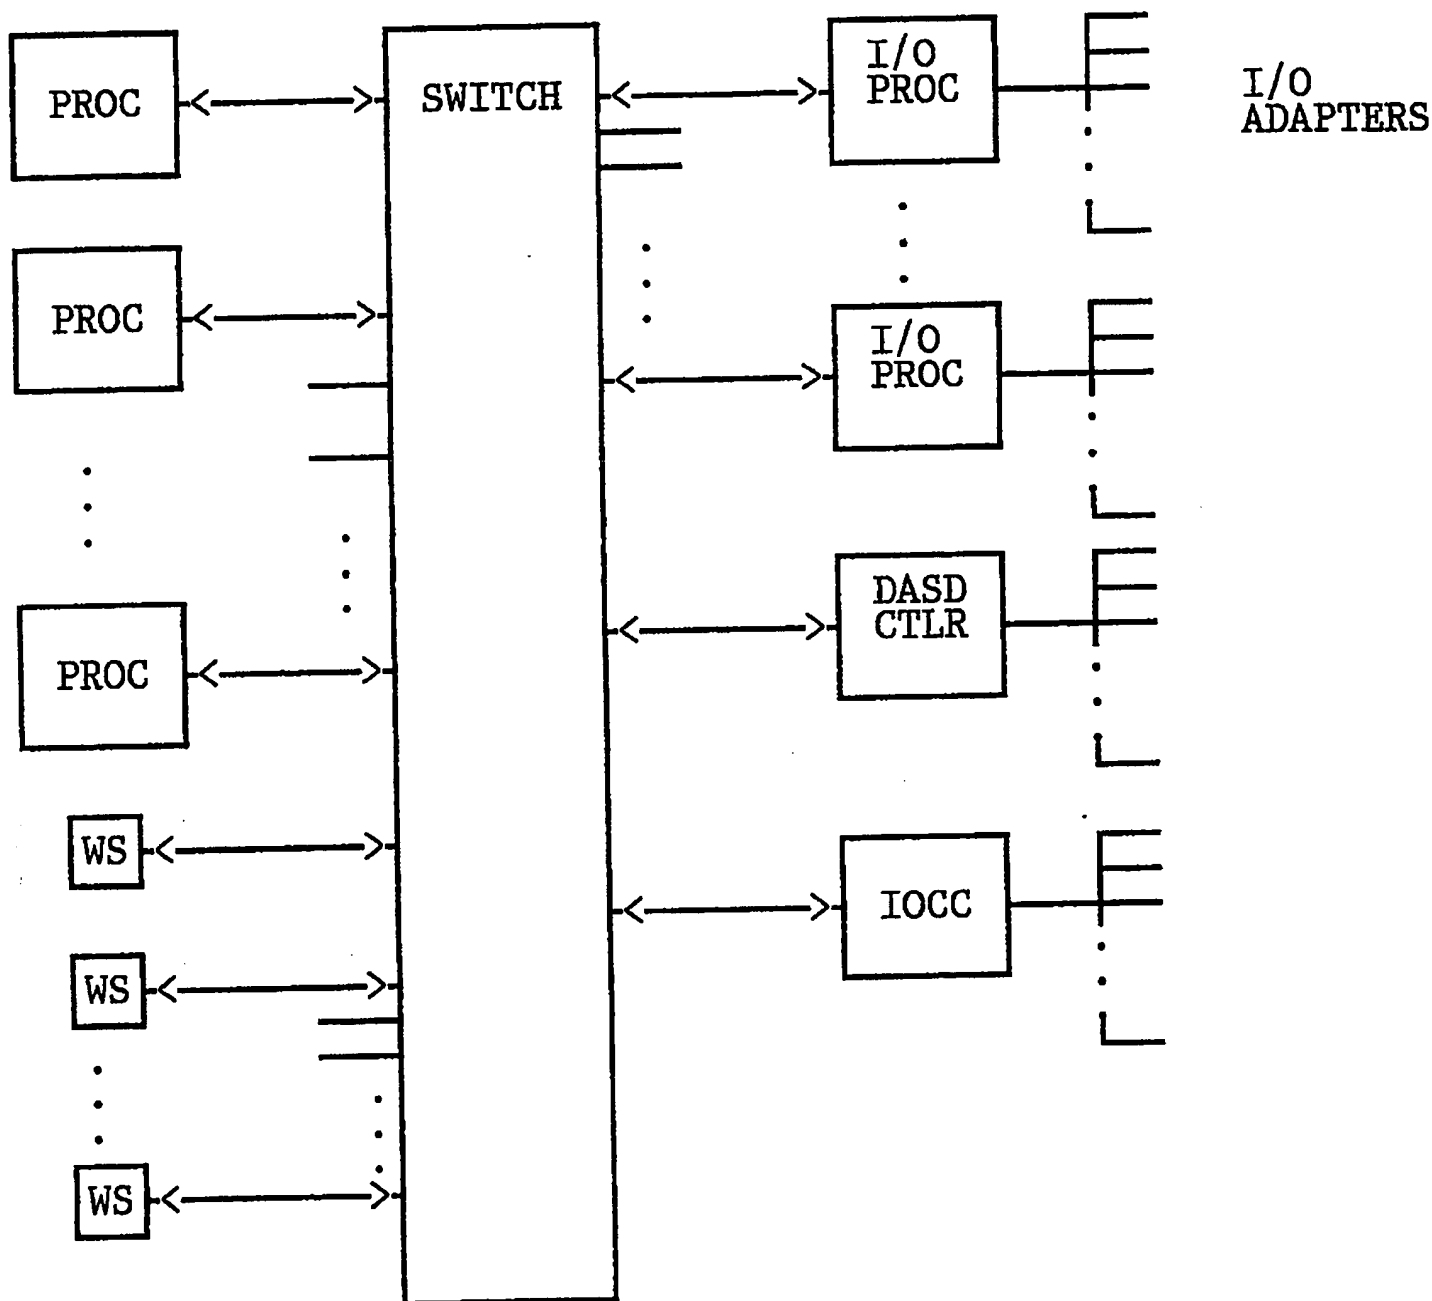 PROC
SWITCH
I/O
PROC
I/O
ADAPTERS
PROC
I/O
PROC
PROC
DASD
CTLR
WS
IOCC
WS
WS